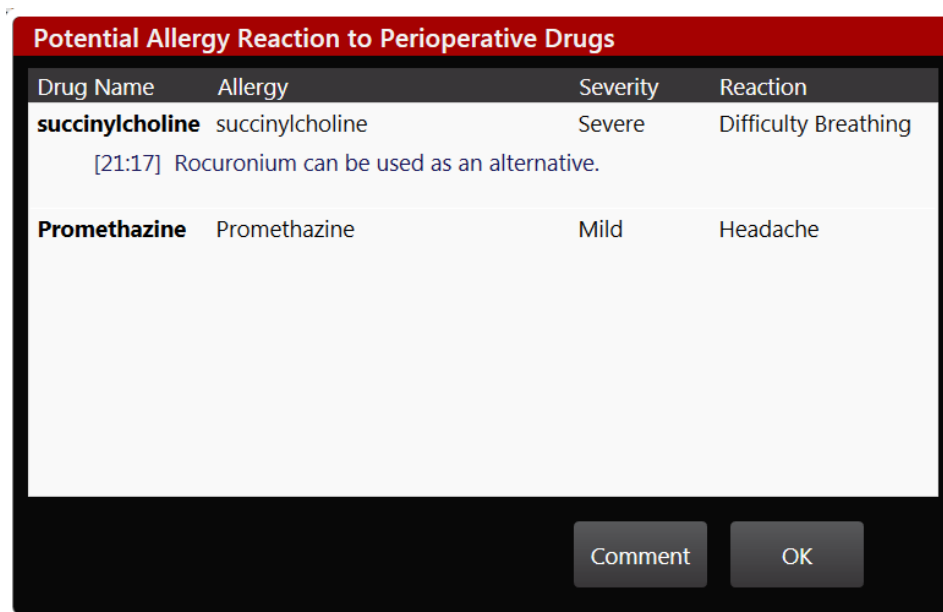 Potential Allergy Reaction to Perioperative Drugs
Drug Name Allergy Severity Reaction
succinylcholine succinylcholine Severe Difficulty Breathing
[21:17] Rocuronium can be used as an alternative.
Promethazine Promethazine Mild Headache
Comment OK